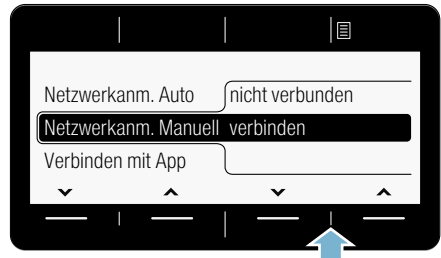 Netzwerkanm. Auto nicht verbunden
Netzwerkanm. Manuell verbinden
Verbinden mit App